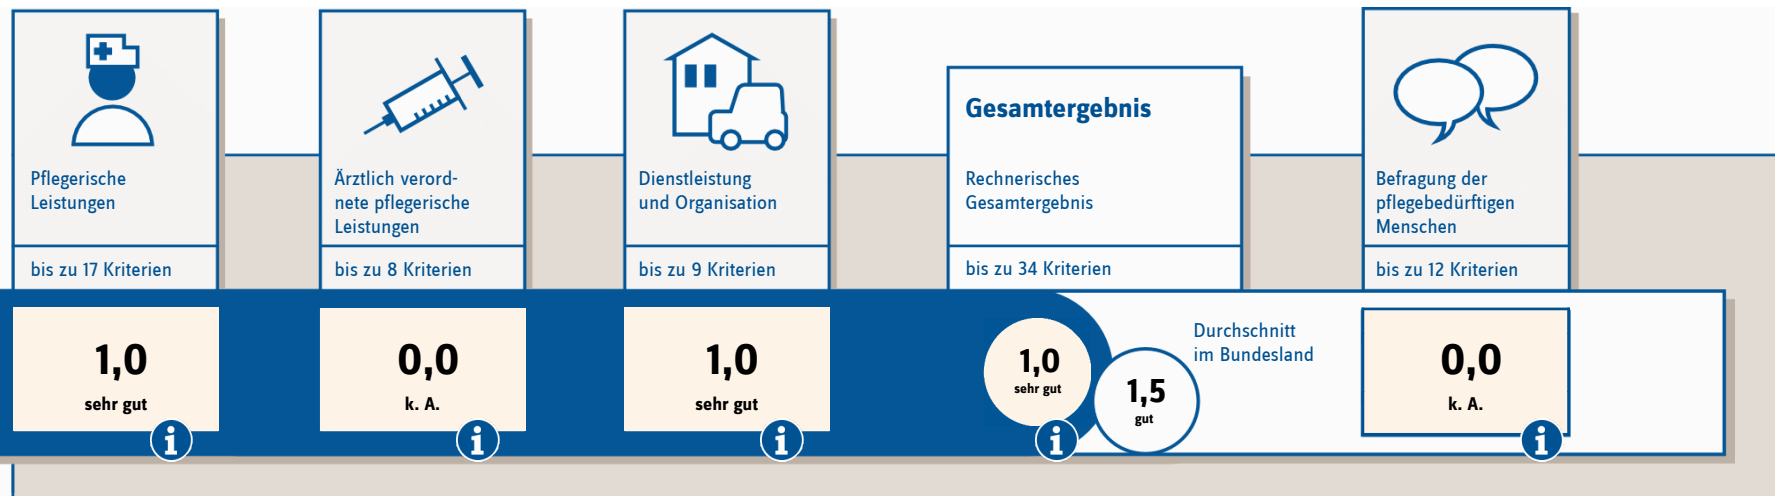 Pflegerische
Leistungen
bis zu 17 Kriterien
1,0
sehr gut
Ärztlich verord-
nete pflegerische
Leistungen
bis zu 8 Kriterien
0,0
k. A.
Dienstleistung
und Organisation
bis zu 9 Kriterien
1,0
sehr gut
Gesamtergebnis
Rechnerisches
Gesamtergebnis
bis zu 34 Kriterien
1,0
sehr gut
1,5
gut
Durchschnitt
im Bundesland
Befragung der
pflegebedürftigen
Menschen
bis zu 12 Kriterien
0,0
k. A.